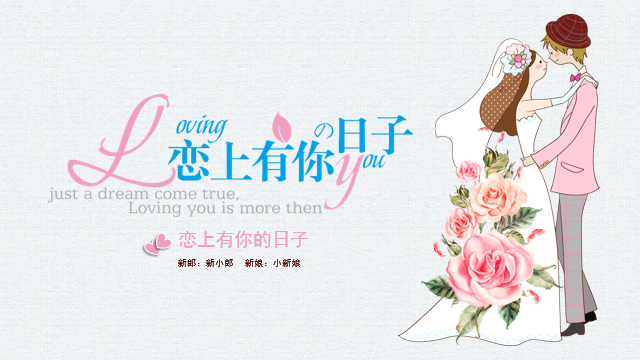 Loving
恋上有你の日子
you
just a dream come true,
Loving you is more then
恋上有你的日子
新郎：新小郎 新娘：小新娘